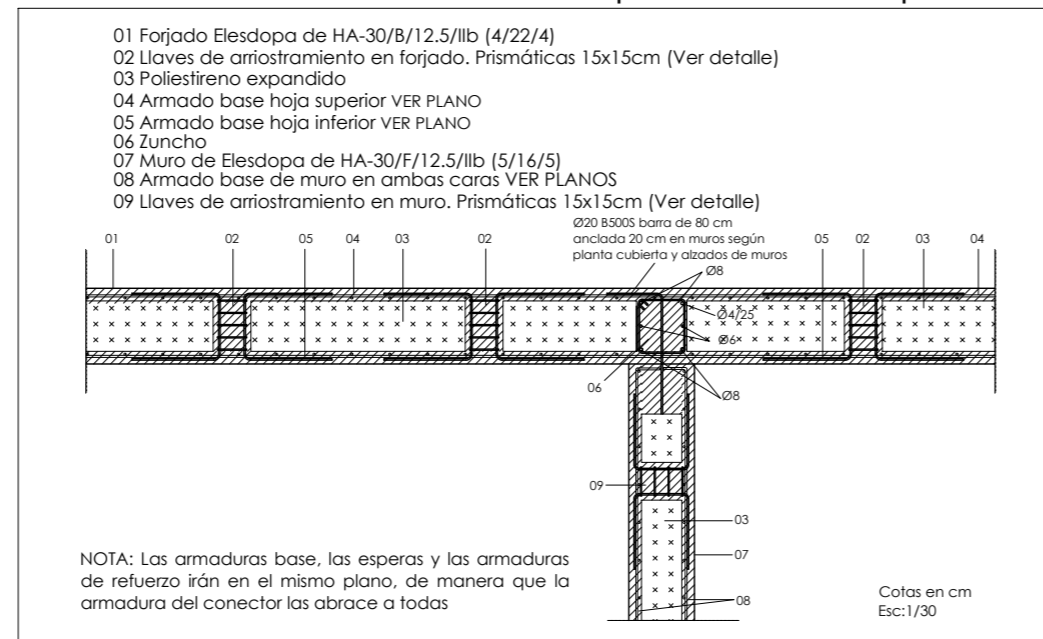 01 Forjado Elesdopa de HA-30/B/12.5/IIb (4/22/4)
02 Llaves de arriostramiento en forjado. Prismáticas 15x15cm (Ver detalle)
03 Poliestireno expandido
04 Armado base hoja superior VER PLANO
05 Armado base hoja inferior VER PLANO
06 Zuncho
07 Muro de Elesdopa de HA-30/F/12.5/IIb (5/16/5)
08 Armado base de muro en ambas caras VER PLANOS
09 Llaves de arriostramiento en muro. Prismáticas 15x15cm (Ver detalle)
Ø20 B500S barra de 80 cm
anclada 20 cm en muros según
planta cubierta y alzados de muros
01 02 05 04 03 02 05 02 03 04
Ø8
Ø4/25
Ø6
06
Ø8
09
03
07
08
NOTA: Las armaduras base, las esperas y las armaduras
de refuerzo irán en el mismo plano, de manera que la
armadura del conector las abrace a todas
Cotas en cm
Esc:1/30